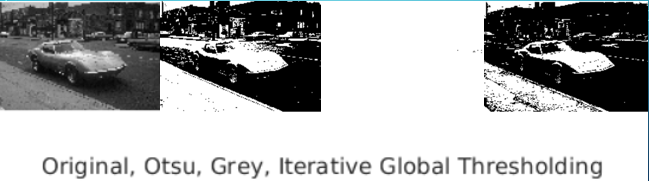 Original, Otsu, Grey, Iterative Global Thresholding